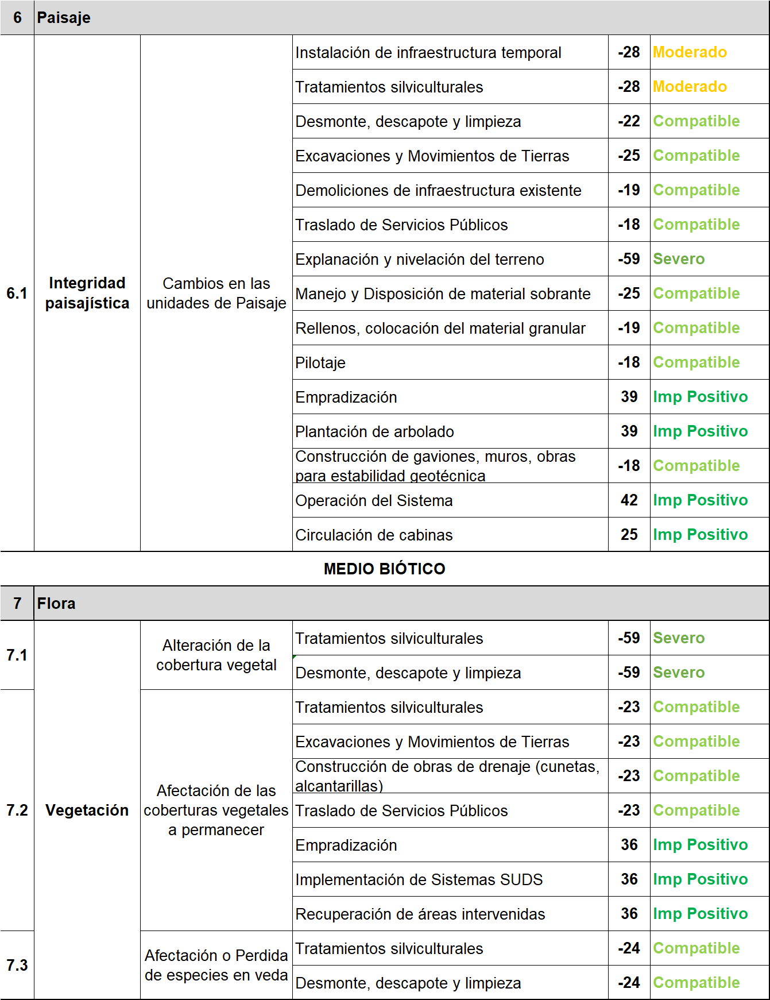 6 Paisaje
6.1 Integridad paisajística
Cambios en las unidades de Paisaje
Instalación de infraestructura temporal -28 Moderado
Tratamientos silviculturales -28 Moderado
Desmonte, descapote y limpieza -22 Compatible
Excavaciones y Movimientos de Tierras -25 Compatible
Demoliciones de infraestructura existente -19 Compatible
Traslado de Servicios Públicos -18 Compatible
Explanación y nivelación del terreno -59 Severo
Manejo y Disposición de material sobrante -25 Compatible
Rellenos, colocación del material granular -19 Compatible
Pilotaje -18 Compatible
Empradización 39 Imp Positivo
Plantación de arbolado 39 Imp Positivo
Construcción de gaviones, muros, obras
para estabilidad geotécnica -18 Compatible
Operación del Sistema 42 Imp Positivo
Circulación de cabinas 25 Imp Positivo
MEDIO BIÓTICO
7 Flora
Vegetación
7.1 Alteración de la
cobertura vegetal
Tratamientos silviculturales -59 Severo
Desmonte, descapote y limpieza -59 Severo
7.2 Afectación de las
coberturas vegetales
a permanecer
Tratamientos silviculturales -23 Compatible
Excavaciones y Movimientos de Tierras -23 Compatible
Construcción de obras de drenaje (cunetas,
alcantarillas) -23 Compatible
Traslado de Servicios Públicos -23 Compatible
Empradización 36 Imp Positivo
Implementación de Sistemas SUDS 36 Imp Positivo
Recuperación de áreas intervenidas 36 Imp Positivo
7.3 Afectación o Perdida
de especies en veda
Tratamientos silviculturales -24 Compatible
Desmonte, descapote y limpieza -24 Compatible